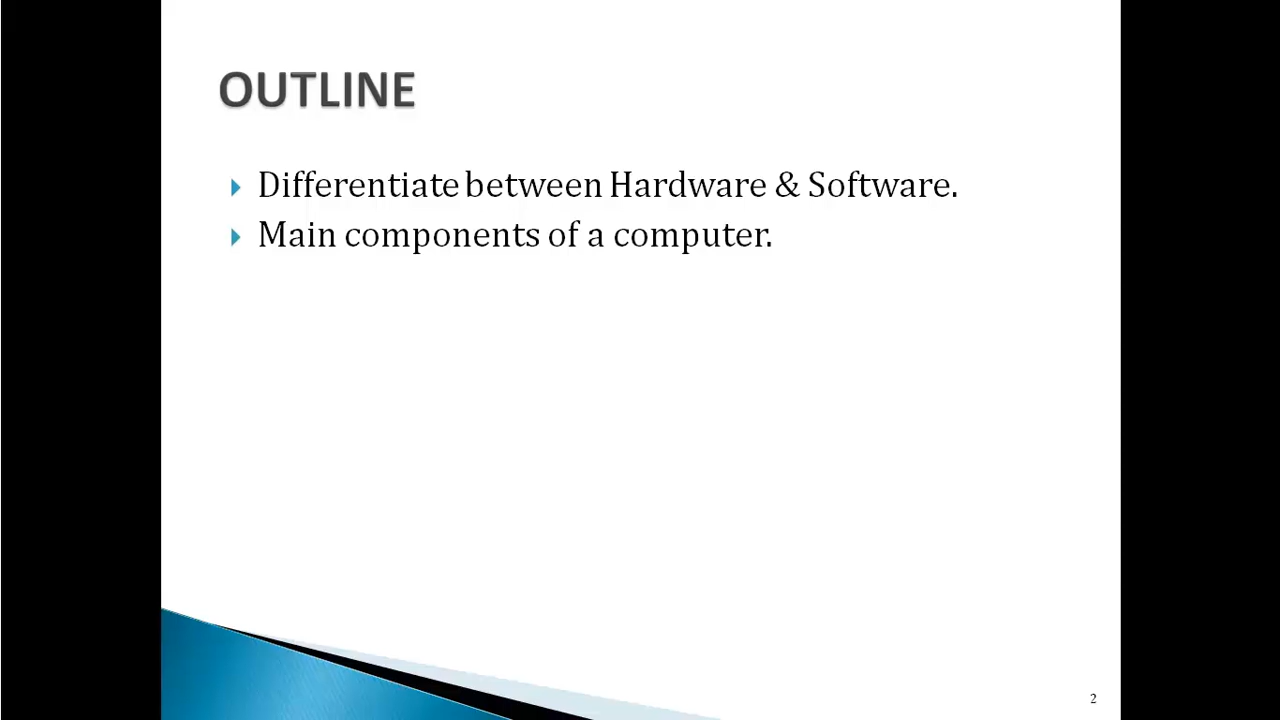 OUTLINE
Differentiate between Hardware & Software.
Main components of a computer.
2